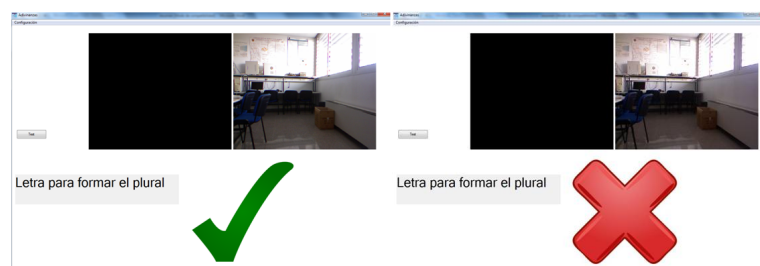 Adivinanzas
Configuración
Test
Letra para formar el plural
Adivinanzas
Configuración
Test
Letra para formar el plural